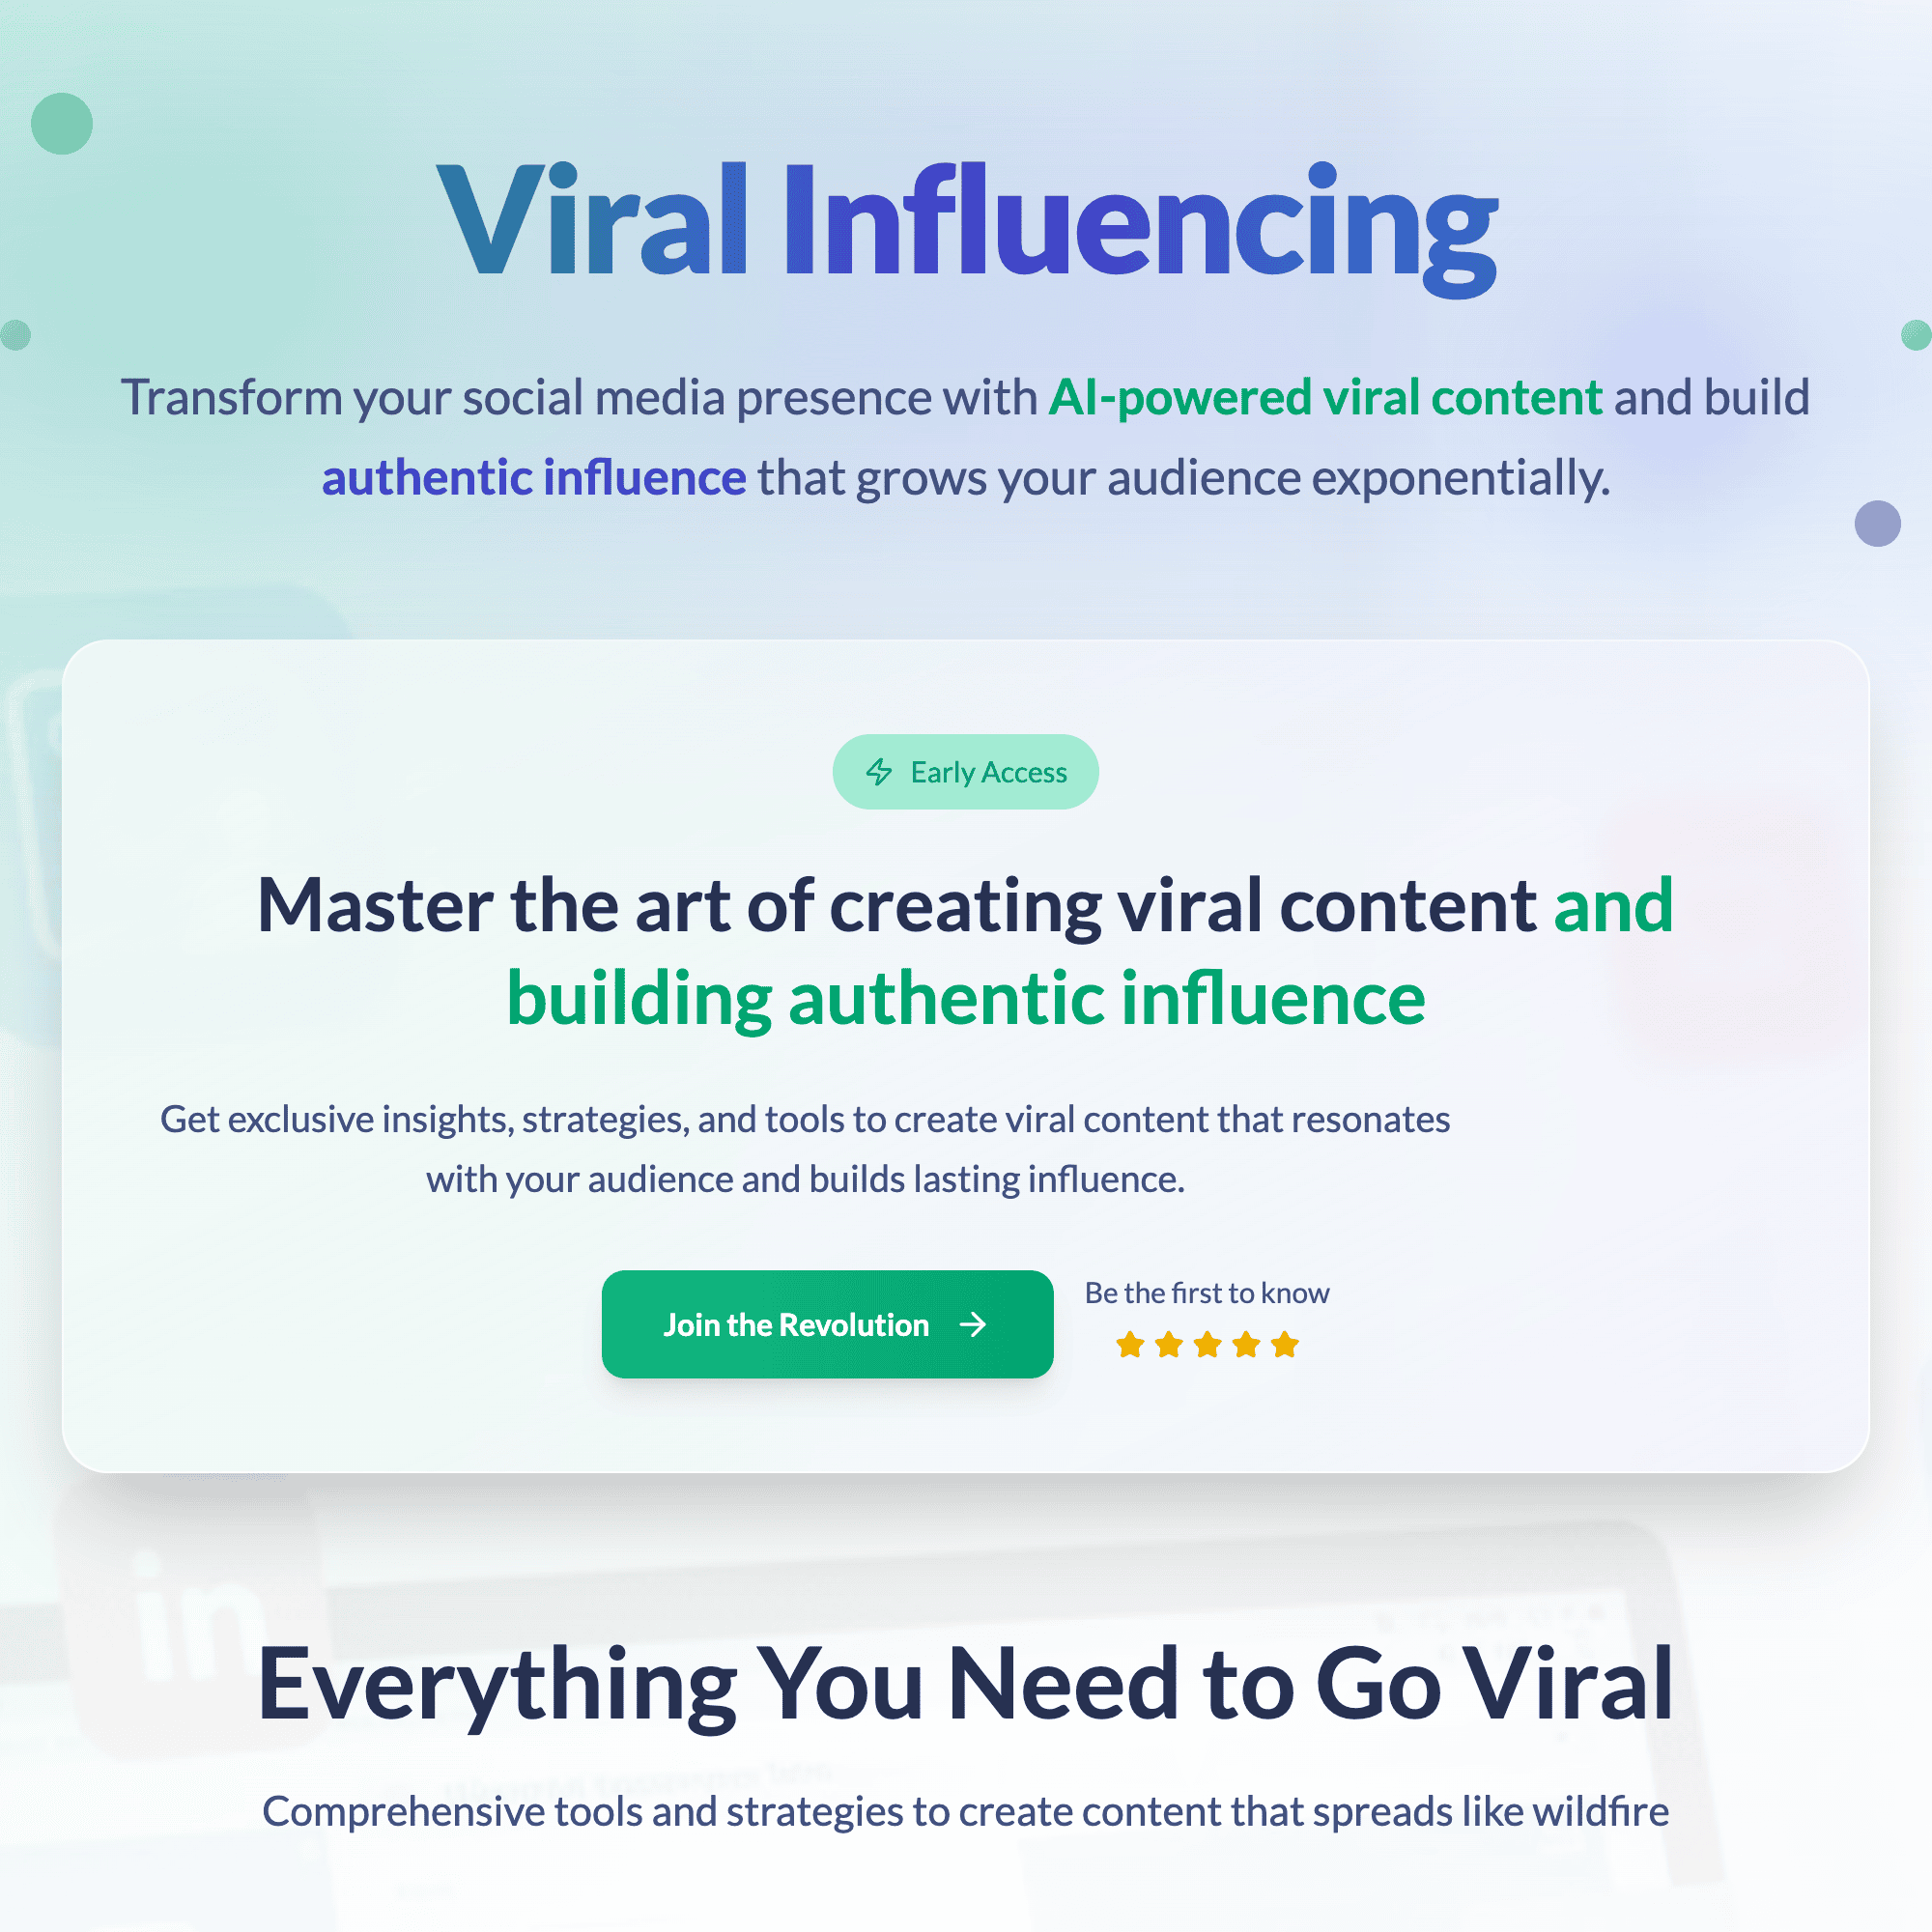 Viral Influencing
Transform your social media presence with AI-powered viral content and build
authentic influence that grows your audience exponentially.
Early Access
Master the art of creating viral content and
building authentic influence
Get exclusive insights, strategies, and tools to create viral content that resonates
with your audience and builds lasting influence.
Join the Revolution
Be the first to know
in
Everything You Need to Go Viral
Comprehensive tools and strategies to create content that spreads like wildfire